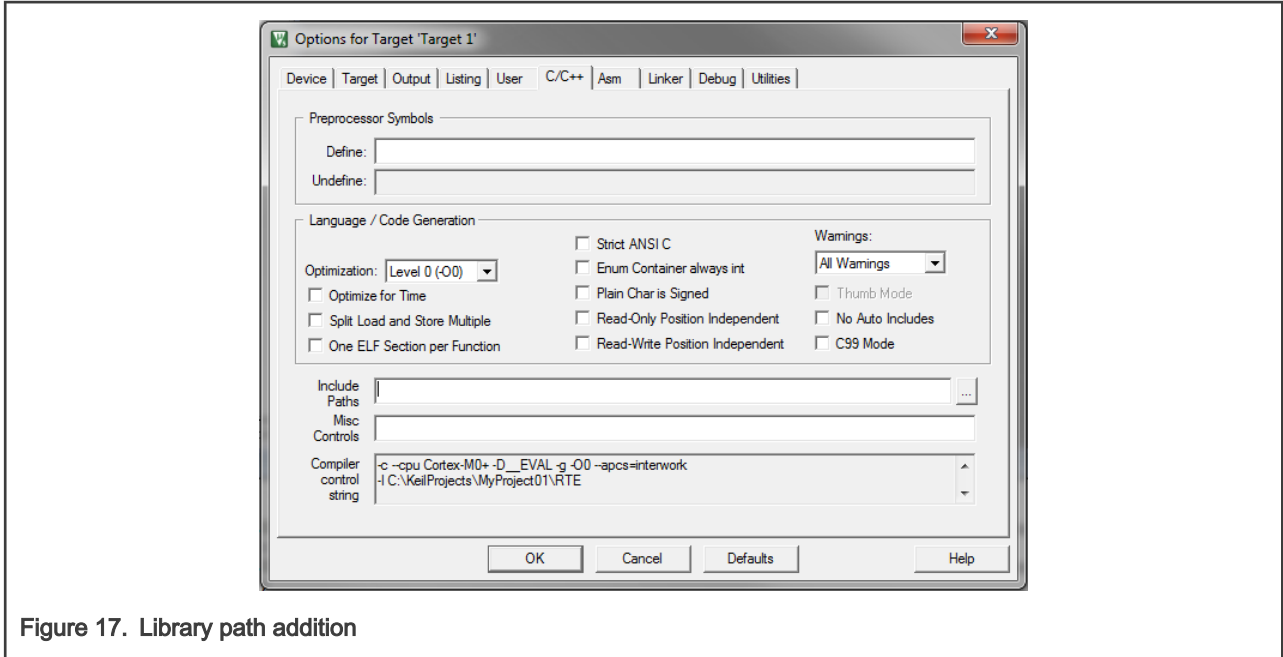 Options for Target 'Target 1'
Device Target Output Listing User C/C++ Asm Linker Debug Utilities
Preprocessor Symbols
Define:
Undefine:
Language / Code Generation
Strict ANSI C
Warnings:
Optimization: Level 0 (-O0)
Enum Container always int
All Warnings
Optimize for Time
Plain Char is Signed
Thumb Mode
Split Load and Store Multiple
Read-Only Position Independent
No Auto Includes
One ELF Section per Function
Read-Write Position Independent
C99 Mode
Include
Paths
...
Misc
Controls
Compiler
control
string
-c --cpu Cortex-M0+ -D__EVAL -g -O0 --apcs=interwork
-I C:\KeilProjects\MyProject01\RTE
OK Cancel Defaults Help
Figure 17. Library path addition